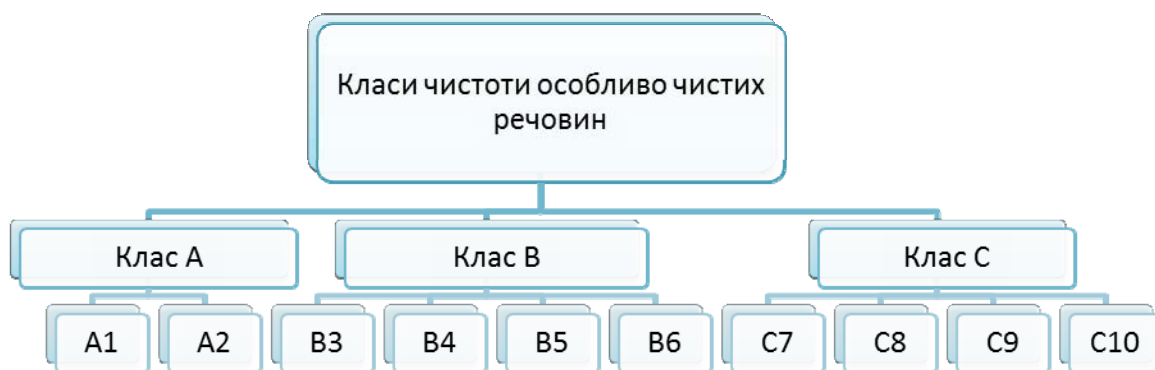 Класи чистоти особливо чистих
речовин
Клас А
Клас В
Клас С
А1
А2
В3
В4
В5
В6
С7
С8
С9
С10